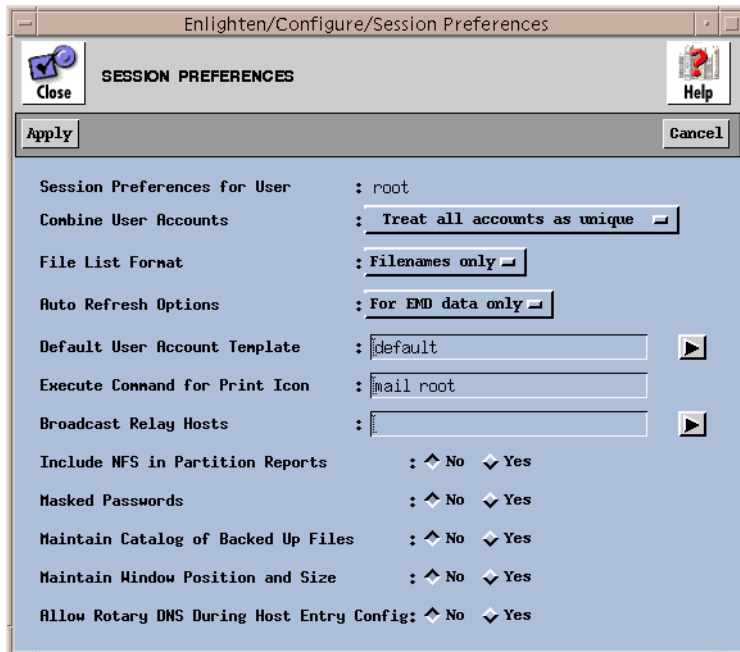 Enlighten/Configure/Session Preferences
Close
SESSION PREFERENCES
Help
Apply
Cancel
Session Preferences for User : root
Combine User Accounts : Treat all accounts as unique
File List Format : Filenames only
Auto Refresh Options : For EMD data only
Default User Account Template : default
Execute Command for Print Icon : mail root
Broadcast Relay Hosts :
Include NFS in Partition Reports : No Yes
Masked Passwords : No Yes
Maintain Catalog of Backed Up Files : No Yes
Maintain Window Position and Size : No Yes
Allow Rotary DNS During Host Entry Config: No Yes